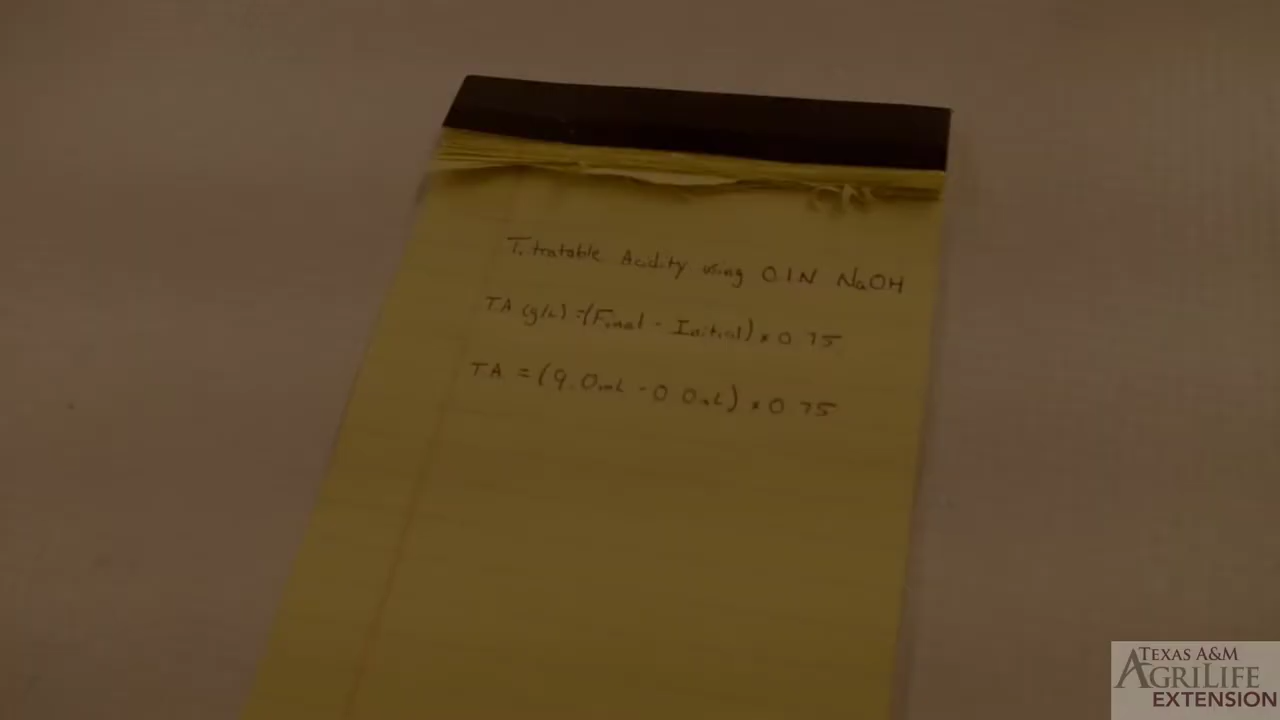 Titratable Acidity using 0.1N NaOH
TA (g/L) = (Final - Initial) x 0.75
TA = (9.0mL - 0.0mL) x 0.75
TEXAS A&M
AGRILIFE
EXTENSION